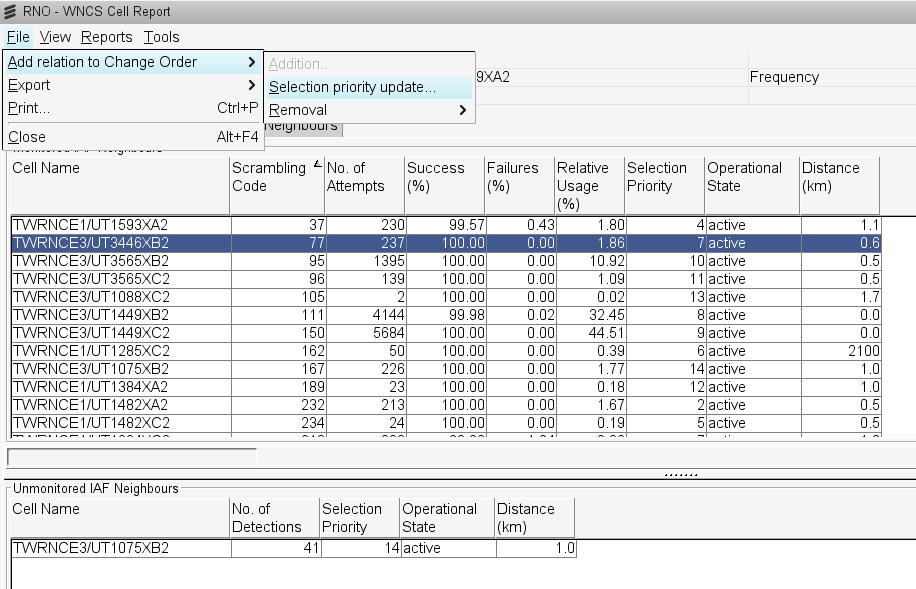 RNO - WNCS Cell Report
File View Reports Tools
Add relation to Change Order
Export
Print... Ctrl+P
Close Alt+F4
Addition...
Selection priority update...
Removal
9XA2 Frequency
Neighbours
Monitored IAF Neighbours
Cell Name Scrambling Code No. of Attempts Success (%) Failures (%) Relative Usage (%) Selection Priority Operational State Distance (km)
TWRNCE1/UT1593XA2 37 230 99.57 0.43 1.80 4 active 1.1
TWRNCE3/UT3446XB2 77 237 100.00 0.00 1.86 7 active 0.6
TWRNCE3/UT3565XB2 95 1395 100.00 0.00 10.92 10 active 0.5
TWRNCE3/UT3565XC2 96 139 100.00 0.00 1.09 11 active 0.5
TWRNCE3/UT1088XC2 105 2 100.00 0.00 0.02 13 active 1.7
TWRNCE3/UT1449XB2 111 4144 99.98 0.02 32.45 8 active 0.0
TWRNCE3/UT1449XC2 150 5684 100.00 0.00 44.51 9 active 0.0
TWRNCE1/UT1285XC2 162 50 100.00 0.00 0.39 6 active 2100
TWRNCE3/UT1075XB2 167 226 100.00 0.00 1.77 14 active 1.0
TWRNCE1/UT1384XA2 189 23 100.00 0.00 0.18 12 active 1.0
TWRNCE1/UT1482XA2 232 213 100.00 0.00 1.67 2 active 0.5
TWRNCE1/UT1482XC2 234 24 100.00 0.00 0.19 5 active 0.5
Unmonitored IAF Neighbours
Cell Name No. of Detections Selection Priority Operational State Distance (km)
TWRNCE3/UT1075XB2 41 14 active 1.0